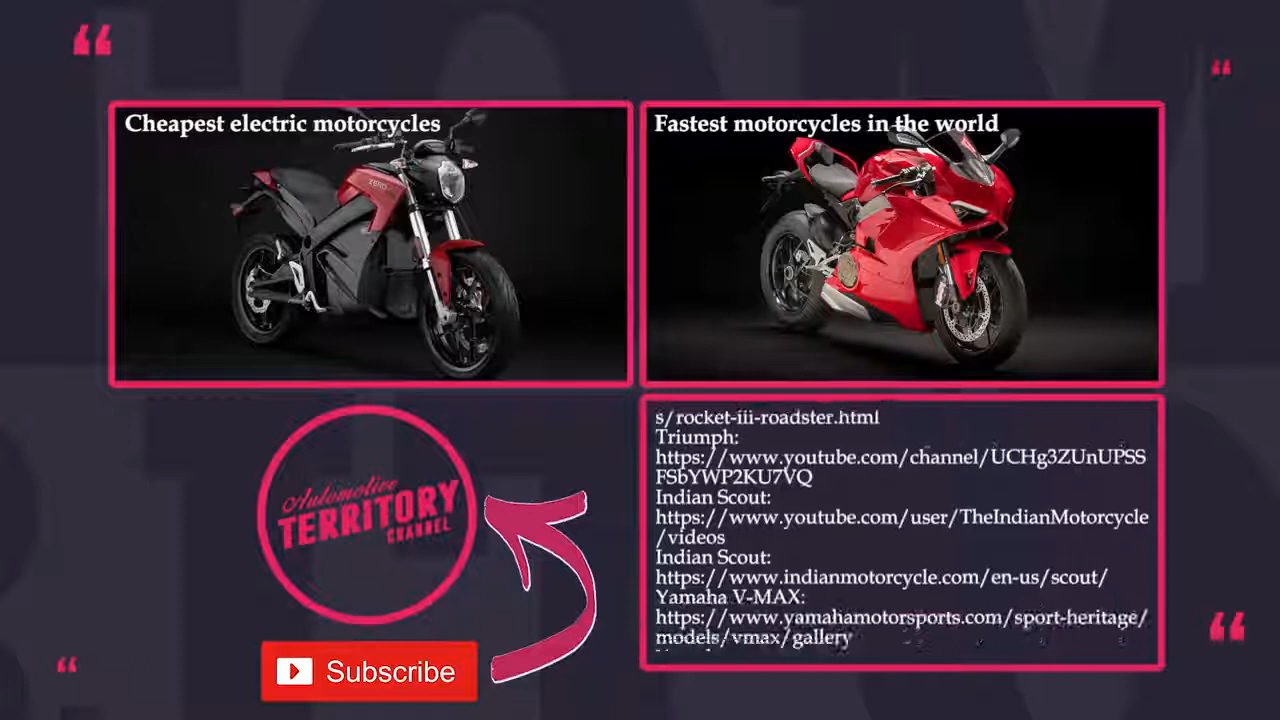 Cheapest electric motorcycles
Fastest motorcycles in the world
ZERO
Automotive
TERRITORY
CHANNEL
Subscribe
s/rocket-iii-roadster.html
Triumph:
https://www.youtube.com/channel/UCHg3ZUnUPSS
FSbYWP2KU7VQ
Indian Scout:
https://www.youtube.com/user/TheIndianMotorcycle
/videos
Indian Scout:
https://www.indianmotorcycle.com/en-us/scout/
Yamaha V-MAX:
https://www.yamahamotorsports.com/sport-heritage/
models/vmax/gallery